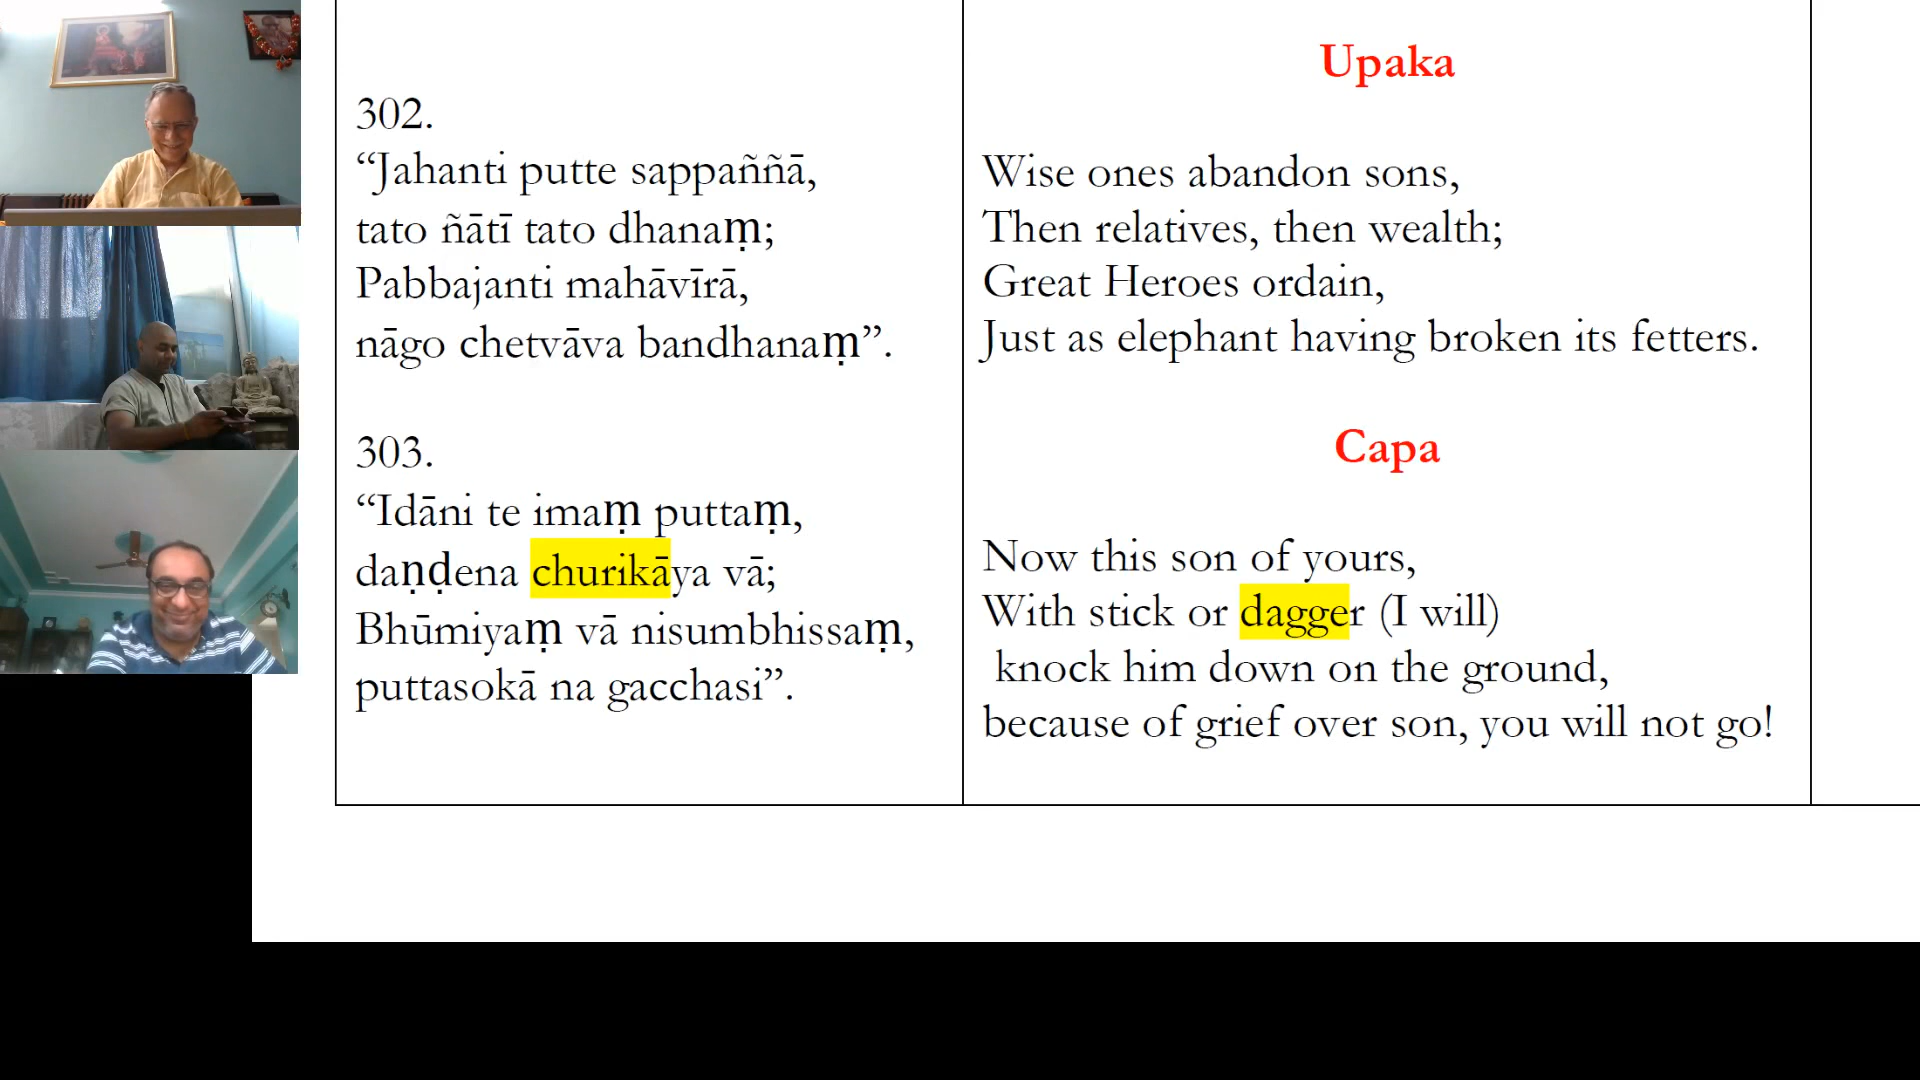 302.
“Jahanti putte sappaññā,
tato ñātī tato dhanaṃ;
Pabbajanti mahāvīrā,
nāgo chetvāva bandhanaṃ”.
303.
“Idāni te imaṃ puttaṃ,
daṇḍena churikāya vā;
Bhūmiyaṃ vā nisumbhissaṃ,
puttasokā na gacchasi”.
Upaka
Wise ones abandon sons,
Then relatives, then wealth;
Great Heroes ordain,
Just as elephant having broken its fetters.
Capa
Now this son of yours,
With stick or dagger (I will)
knock him down on the ground,
because of grief over son, you will not go!